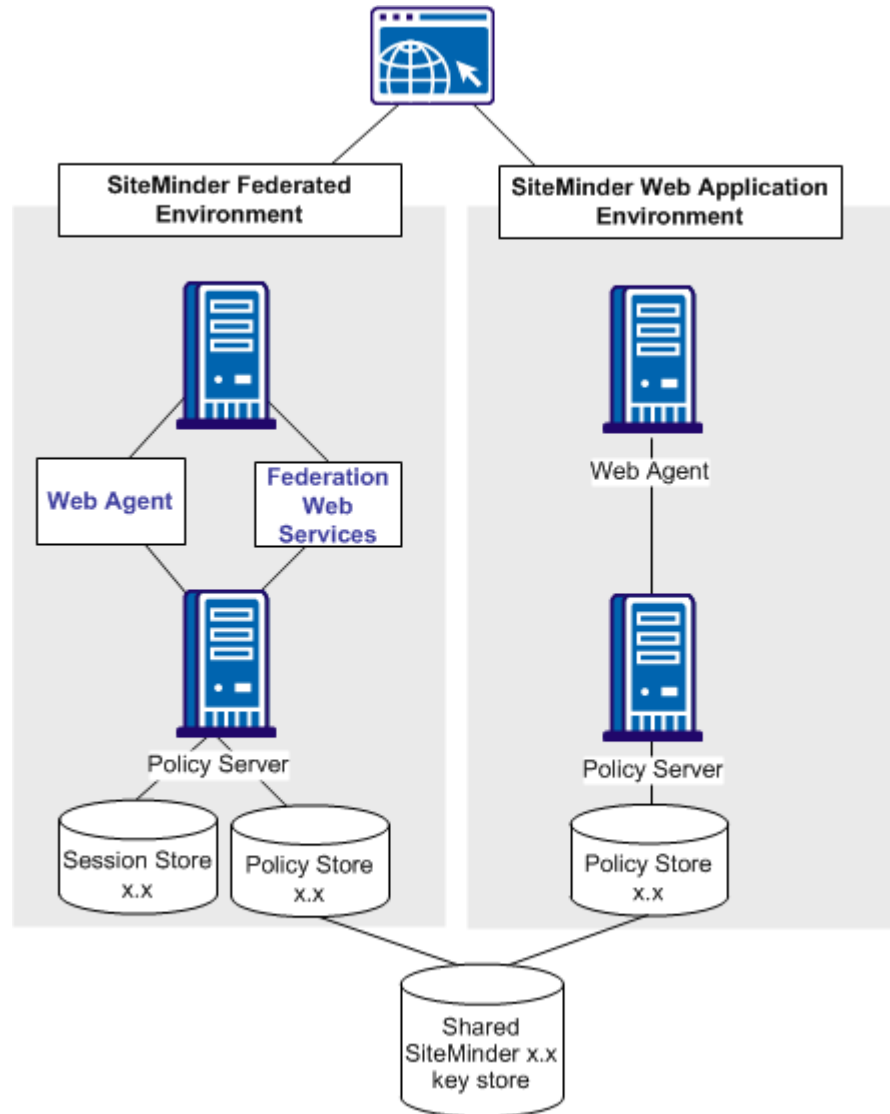 SiteMinder Federated
Environment
SiteMinder Web Application
Environment
Web Agent
Federation
Web
Services
Web Agent
Policy Server
Policy Server
Session Store
x.x
Policy Store
x.x
Policy Store
x.x
Shared
SiteMinder x.x
key store